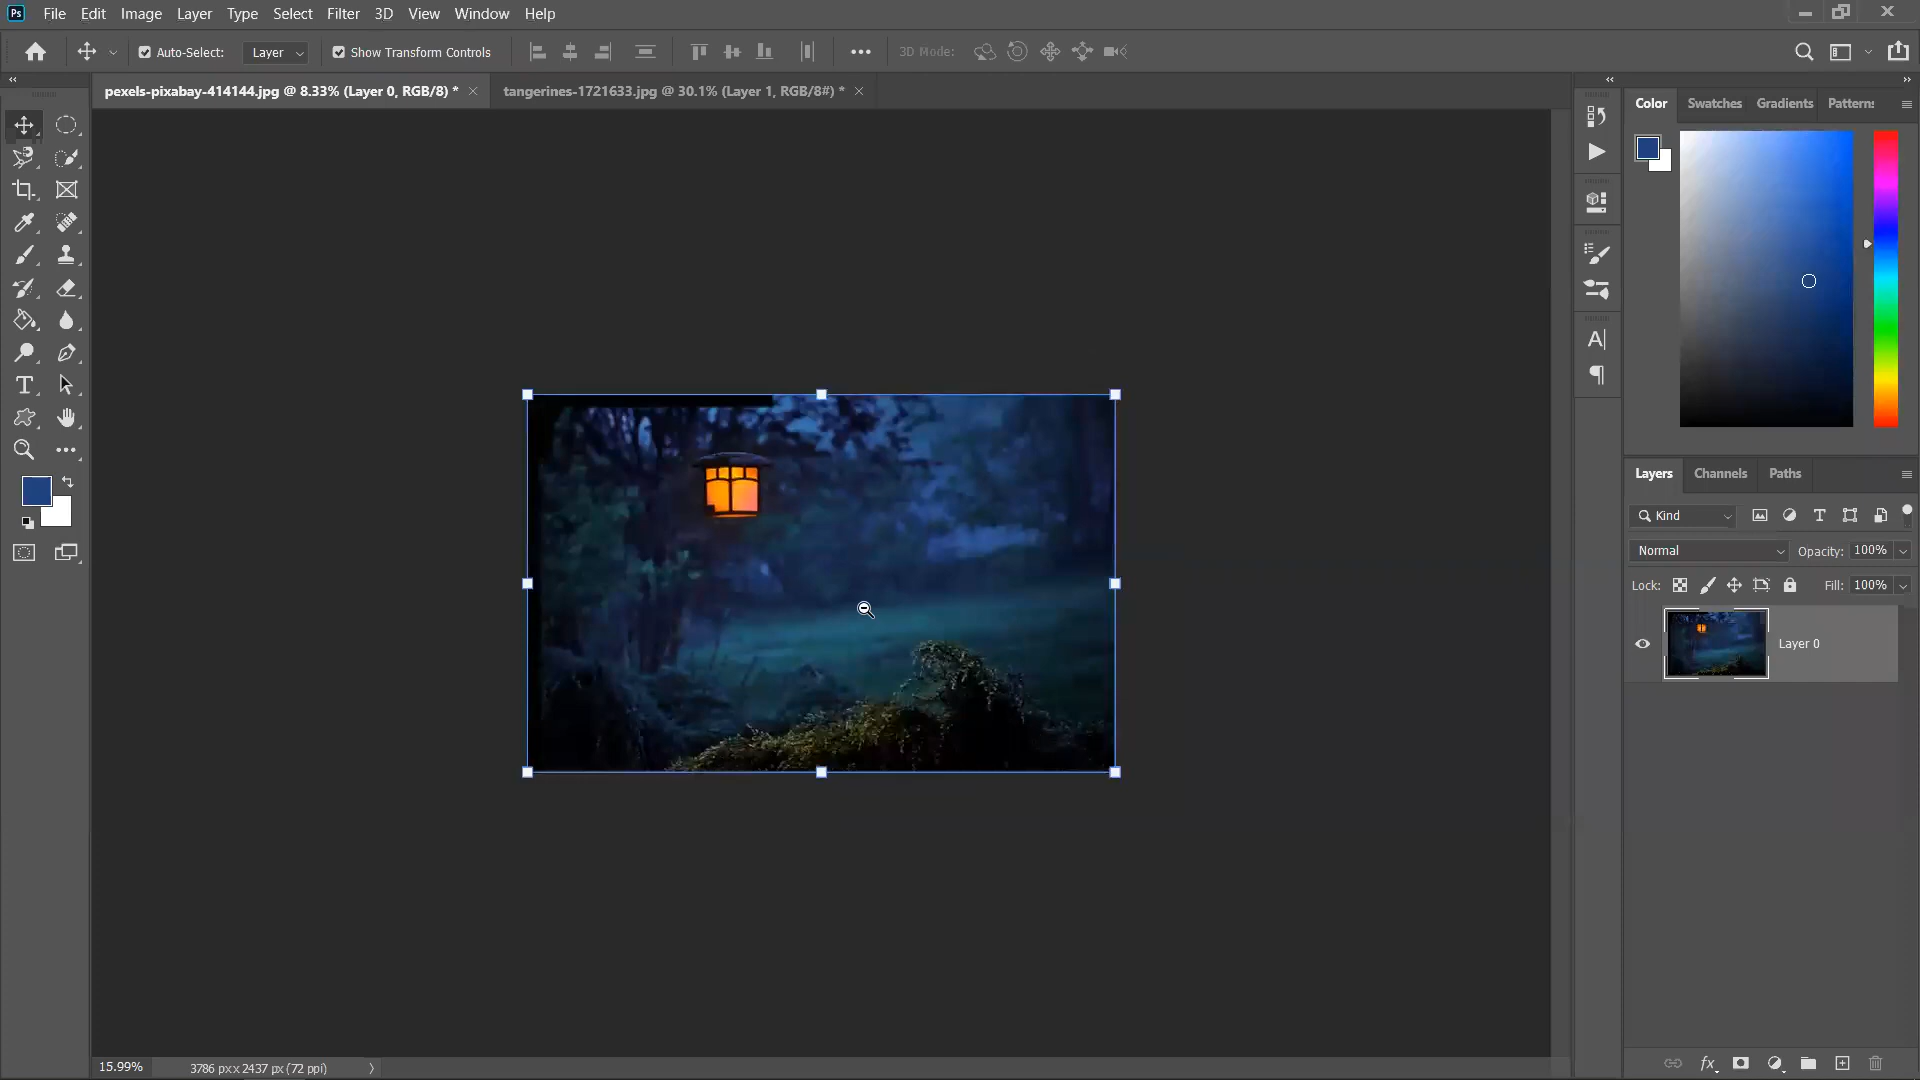 Ps File Edit Image Layer Type Select Filter 3D View Window Help
Auto-Select: Layer Show Transform Controls 3D Mode:
pexels-pixabay-414144.jpg @ 8.33% (Layer 0, RGB/8) * tangerines-1721633.jpg @ 30.1% (Layer 1, RGB/8#) *
Color Swatches Gradients Patterns
Layers Channels Paths
Kind
Normal Opacity: 100%
Lock: Fill: 100%
Layer 0
15.99% 3786 px x 2437 px (72 ppi)